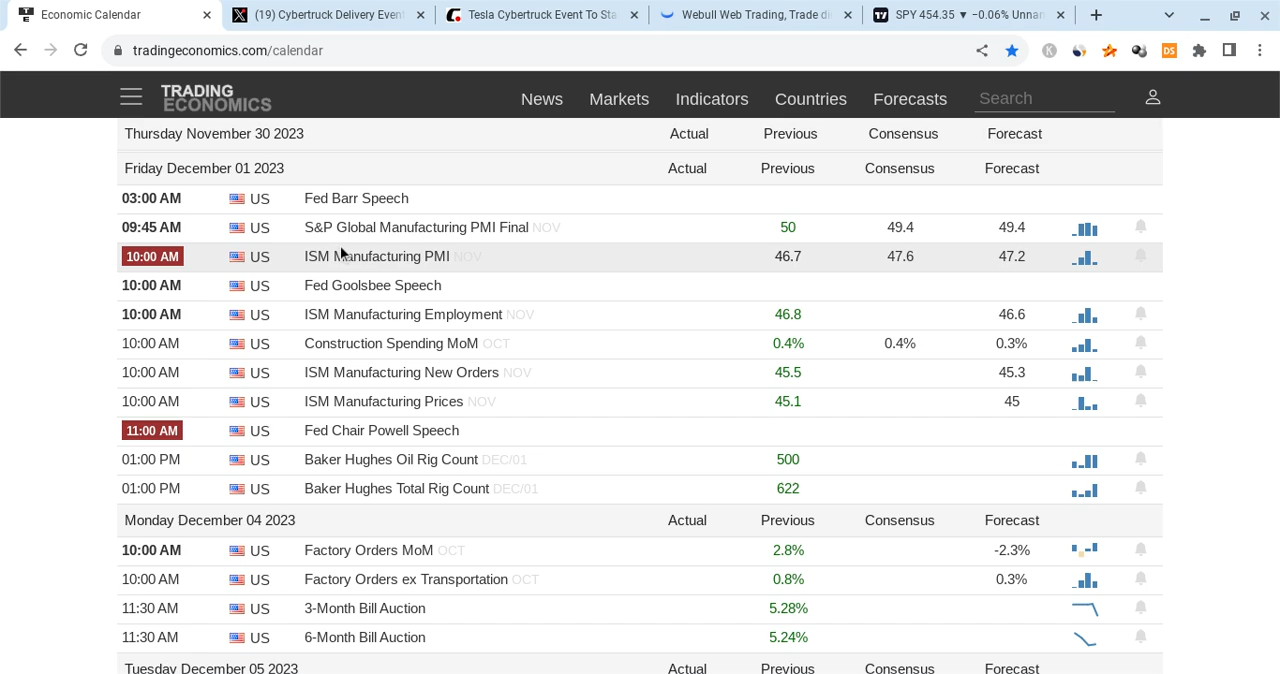 Economic Calendar
(19) Cybertruck Delivery Event
Tesla Cybertruck Event To Sta
Webull Web Trading, Trade di
SPY 454.35 ▼ −0.06% Unnan
tradingeconomics.com/calendar
K
DS
TRADING
ECONOMICS
News Markets Indicators Countries Forecasts Search
Thursday November 30 2023 Actual Previous Consensus Forecast
Friday December 01 2023 Actual Previous Consensus Forecast
03:00 AM US Fed Barr Speech
09:45 AM US S&P Global Manufacturing PMI Final NOV 50 49.4 49.4
10:00 AM US ISM Manufacturing PMI NOV 46.7 47.6 47.2
10:00 AM US Fed Goolsbee Speech
10:00 AM US ISM Manufacturing Employment NOV 46.8 46.6
10:00 AM US Construction Spending MoM OCT 0.4% 0.4% 0.3%
10:00 AM US ISM Manufacturing New Orders NOV 45.5 45.3
10:00 AM US ISM Manufacturing Prices NOV 45.1 45
11:00 AM US Fed Chair Powell Speech
01:00 PM US Baker Hughes Oil Rig Count DEC/01 500
01:00 PM US Baker Hughes Total Rig Count DEC/01 622
Monday December 04 2023 Actual Previous Consensus Forecast
10:00 AM US Factory Orders MoM OCT 2.8% -2.3%
10:00 AM US Factory Orders ex Transportation OCT 0.8% 0.3%
11:30 AM US 3-Month Bill Auction 5.28%
11:30 AM US 6-Month Bill Auction 5.24%
Tuesday December 05 2023 Actual Previous Consensus Forecast